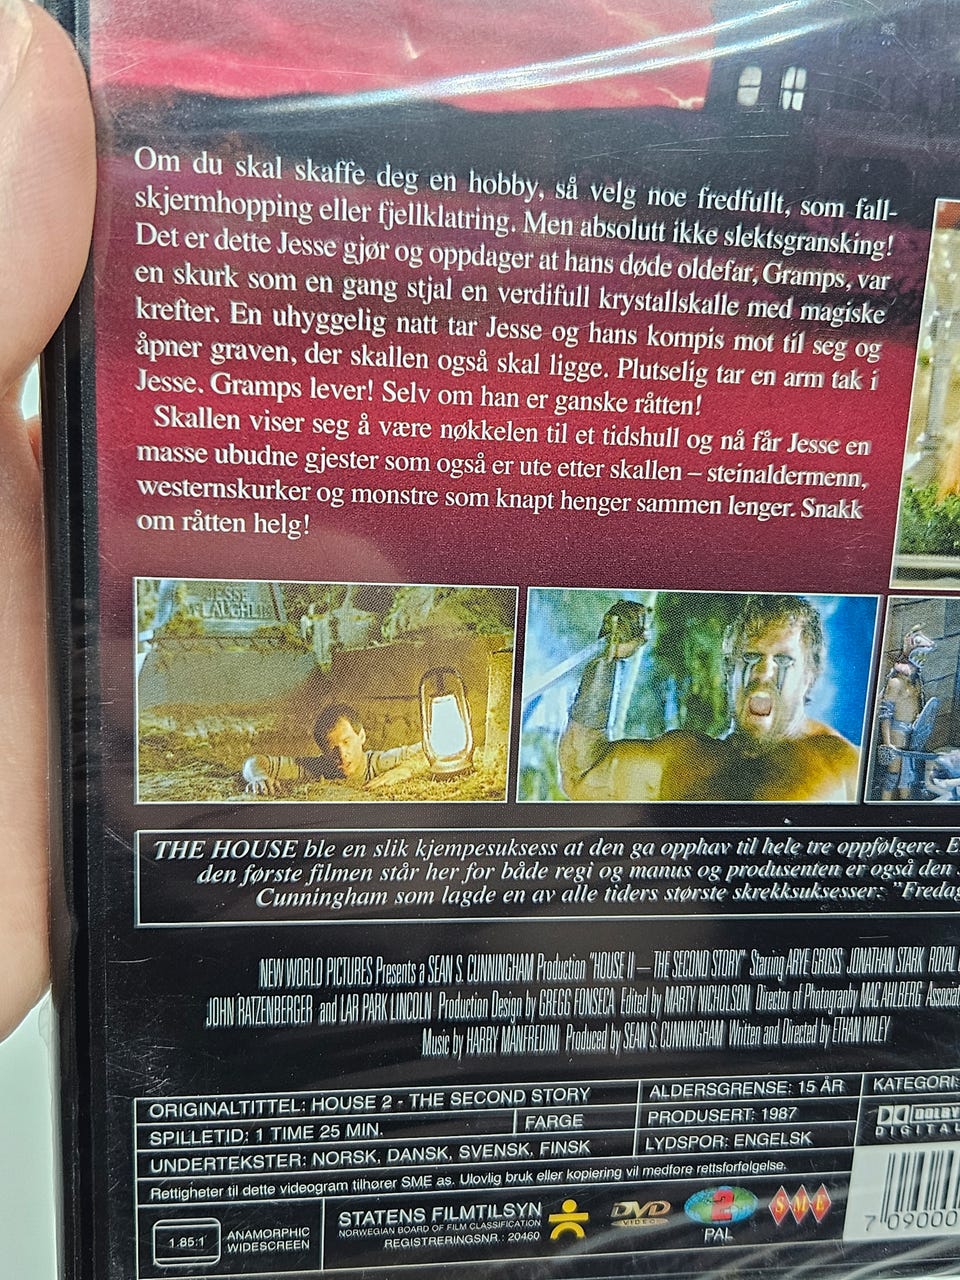 Om du skal skaffe deg en hobby, så velg noe fredfullt, som fall-
skjermhopping eller fjellklatring. Men absolutt ikke slektsgransking!
Det er dette Jesse gjør og oppdager at hans døde oldefar, Gramps, var
en skurk som en gang stjal en verdifull krystallskalle med magiske
krefter. En uhyggelig natt tar Jesse og hans kompis mot til seg og
åpner graven, der skallen også skal ligge. Plutselig tar en arm tak i
Jesse. Gramps lever! Selv om han er ganske råtten!
Skallen viser seg å være nøkkelen til et tidshull og nå får Jesse en
masse ubudne gjester som også er ute etter skallen – steinaldermenn,
westernskurker og monstre som knapt henger sammen lenger. Snakk
om råtten helg!
JESSE
THE HOUSE ble en slik kjempesuksess at den ga opphav til hele tre oppfølgere. E
den første filmen står her for både regi og manus og produsenten er også den
Cunningham som lagde en av alle tiders største skrekksuksesser: "Fredag
NEW WORLD PICTURES Presents a SEAN S. CUNNINGHAM Production "HOUSE II – THE SECOND STORY" Starring ARYE GROSS JONATHAN STARK ROYAL
JOHN RATZENBERGER and LAR PARK LINCOLN Production Design by GREGG FONSECA Edited by MARTY NICHOLSON Director of Photography MAC AHLBERG Associat
Music by HARRY MANFREDINI Produced by SEAN S. CUNNINGHAM Written and Directed by ETHAN WILEY
ORIGINALTITTEL: HOUSE 2 - THE SECOND STORY
ALDERSGRENSE: 15 ÅR
KATEGORI:
SPILLETID: 1 TIME 25 MIN.
FARGE
PRODUSERT: 1987
DOLBY
DIGITAL
UNDERTEKSTER: NORSK, DANSK, SVENSK, FINSK
LYDSPOR: ENGELSK
Rettigheter til dette videogram tilhører SME as. Ulovlig bruk eller kopiering vil medføre rettsforfølgelse.
1.85:1
ANAMORPHIC
WIDESCREEN
STATENS FILMTILSYN
NORWEGIAN BOARD OF FILM CLASSIFICATION
REGISTRERINGSNR.: 20460
DVD
VIDEO
2
PAL
SME
7 09000